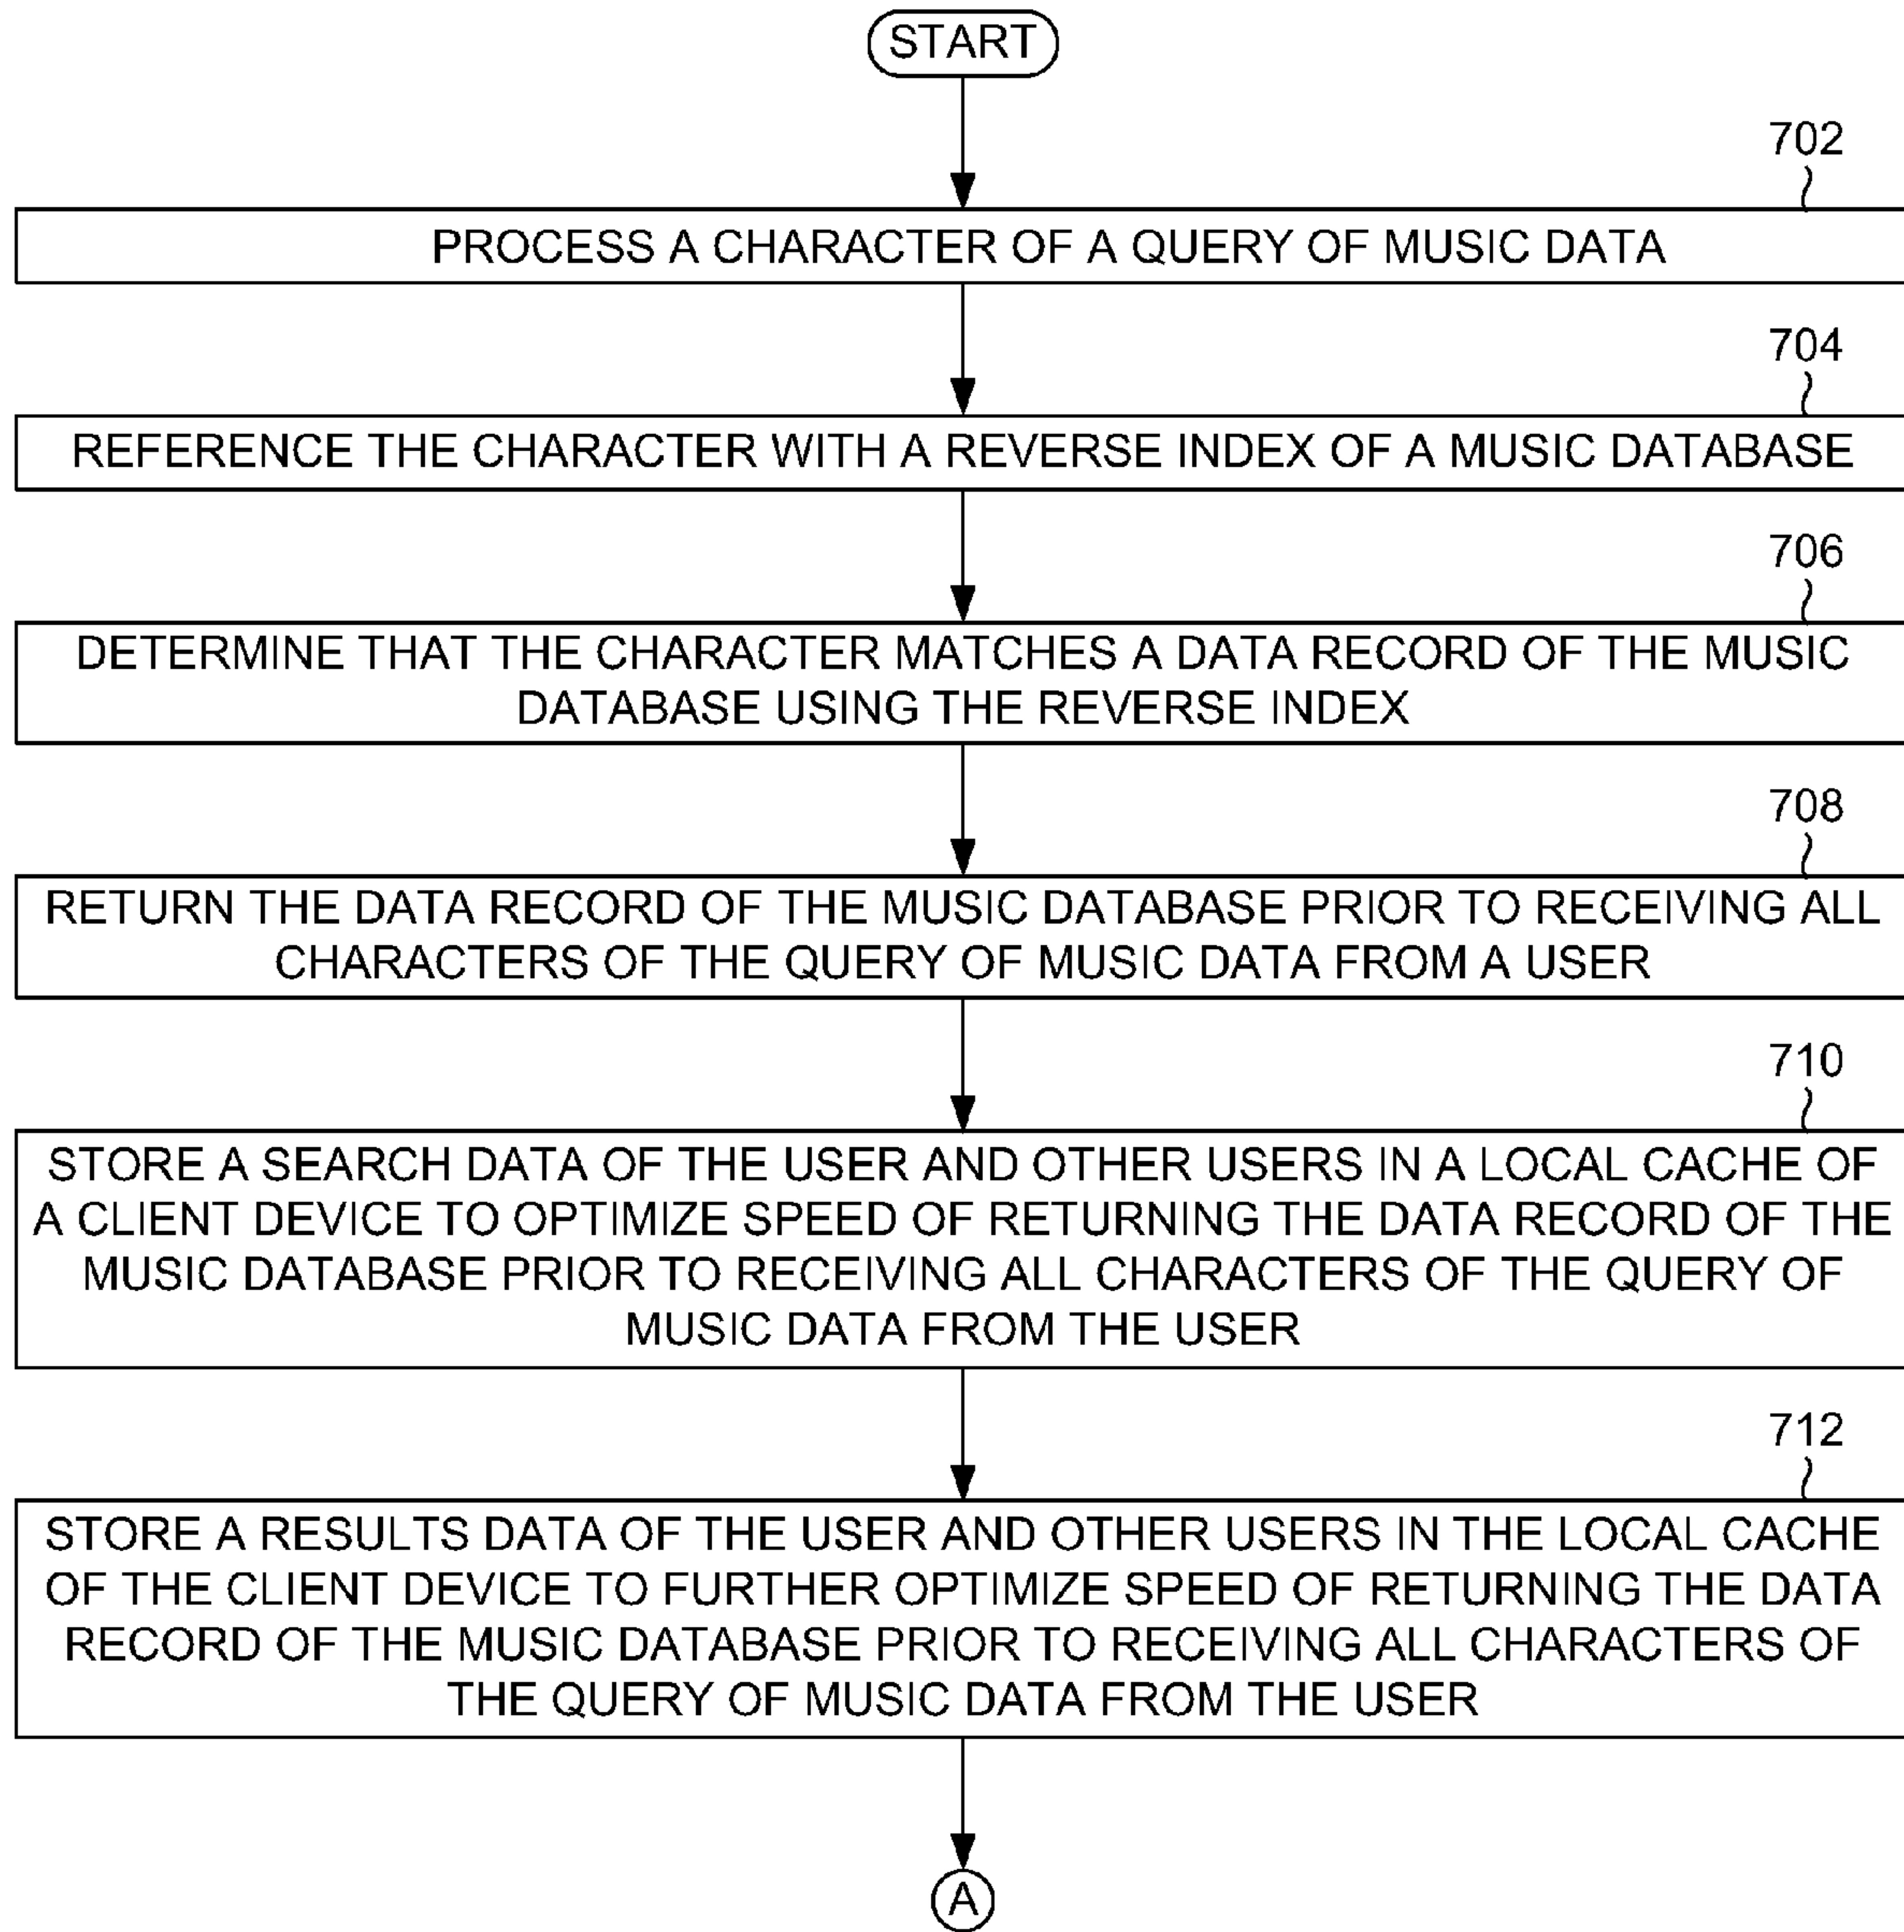 START
702
PROCESS A CHARACTER OF A QUERY OF MUSIC DATA
704
REFERENCE THE CHARACTER WITH A REVERSE INDEX OF A MUSIC DATABASE
706
DETERMINE THAT THE CHARACTER MATCHES A DATA RECORD OF THE MUSIC
DATABASE USING THE REVERSE INDEX
708
RETURN THE DATA RECORD OF THE MUSIC DATABASE PRIOR TO RECEIVING ALL
CHARACTERS OF THE QUERY OF MUSIC DATA FROM A USER
710
STORE A SEARCH DATA OF THE USER AND OTHER USERS IN A LOCAL CACHE OF
A CLIENT DEVICE TO OPTIMIZE SPEED OF RETURNING THE DATA RECORD OF THE
MUSIC DATABASE PRIOR TO RECEIVING ALL CHARACTERS OF THE QUERY OF
MUSIC DATA FROM THE USER
712
STORE A RESULTS DATA OF THE USER AND OTHER USERS IN THE LOCAL CACHE
OF THE CLIENT DEVICE TO FURTHER OPTIMIZE SPEED OF RETURNING THE DATA
RECORD OF THE MUSIC DATABASE PRIOR TO RECEIVING ALL CHARACTERS OF
THE QUERY OF MUSIC DATA FROM THE USER
A